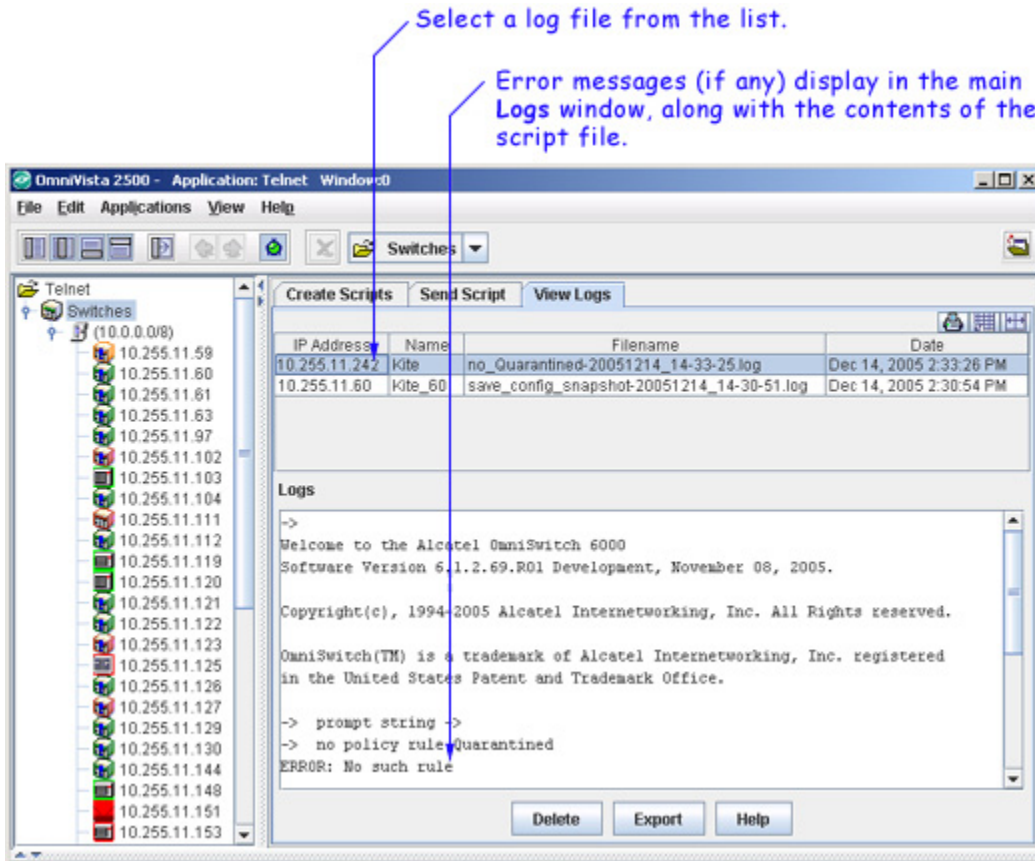 Select a log file from the list.
Error messages (if any) display in the main
Logs window, along with the contents of the
script file.
OmniVista 2500 - Application: Telnet Window:0
File Edit Applications View Help
Switches
Telnet
Switches
(10.0.0.0/8)
10.255.11.59
10.255.11.60
10.255.11.61
10.255.11.63
10.255.11.97
10.255.11.102
10.255.11.103
10.255.11.104
10.255.11.111
10.255.11.112
10.255.11.119
10.255.11.120
10.255.11.121
10.255.11.122
10.255.11.123
10.255.11.125
10.255.11.126
10.255.11.127
10.255.11.129
10.255.11.130
10.255.11.144
10.255.11.148
10.255.11.151
10.255.11.153
Create Scripts Send Script View Logs
IP Address Name Filename Date
10.255.11.242 Kite no_Quarantined-20051214_14-33-25.log Dec 14, 2005 2:33:26 PM
10.255.11.60 Kite_60 save_config_snapshot-20051214_14-30-51.log Dec 14, 2005 2:30:54 PM
Logs
->
Welcome to the Alcatel OmniSwitch 6000
Software Version 6.1.2.69.R01 Development, November 08, 2005.
Copyright(c), 1994-2005 Alcatel Internetworking, Inc. All Rights reserved.
OmniSwitch(TM) is a trademark of Alcatel Internetworking, Inc. registered
in the United States Patent and Trademark Office.
-> prompt string ->
-> no policy rule Quarantined
ERROR: No such rule
Delete Export Help